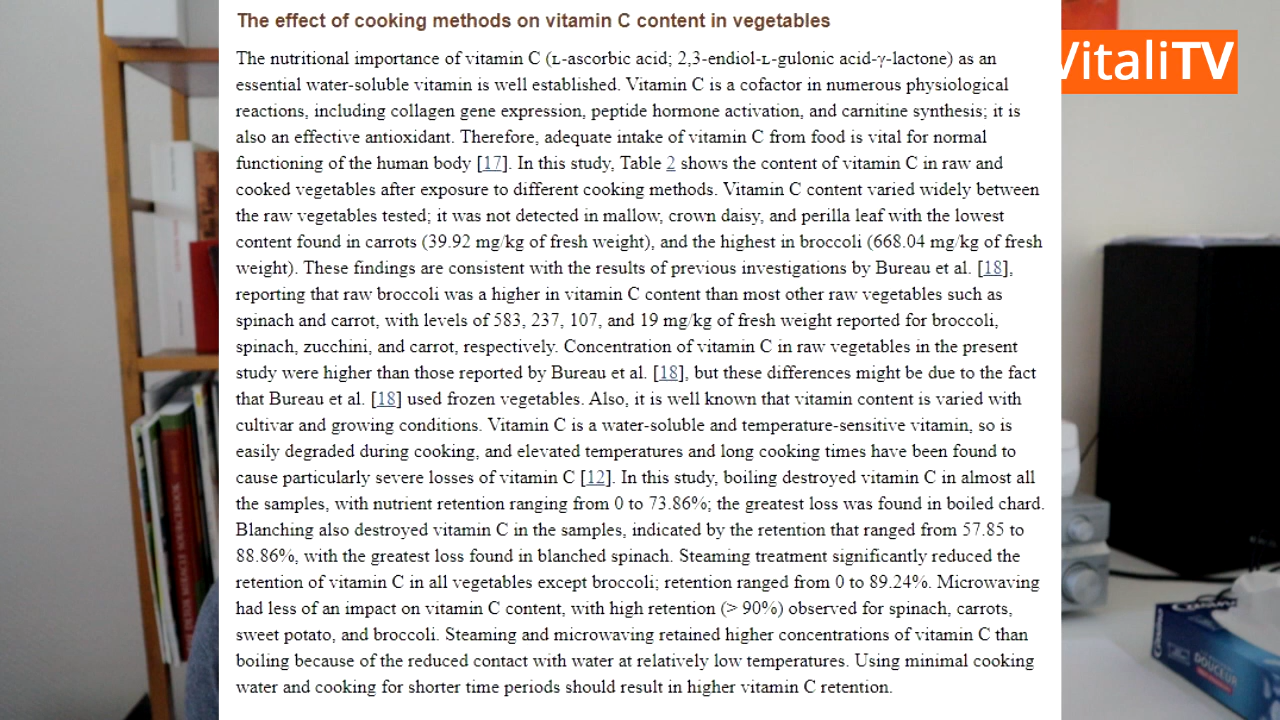 The effect of cooking methods on vitamin C content in vegetables
The nutritional importance of vitamin C (ʟ-ascorbic acid; 2,3-endiol-ʟ-gulonic acid-γ-lactone) as an
essential water-soluble vitamin is well established. Vitamin C is a cofactor in numerous physiological
reactions, including collagen gene expression, peptide hormone activation, and carnitine synthesis; it is
also an effective antioxidant. Therefore, adequate intake of vitamin C from food is vital for normal
functioning of the human body [17]. In this study, Table 2 shows the content of vitamin C in raw and
cooked vegetables after exposure to different cooking methods. Vitamin C content varied widely between
the raw vegetables tested; it was not detected in mallow, crown daisy, and perilla leaf with the lowest
content found in carrots (39.92 mg/kg of fresh weight), and the highest in broccoli (668.04 mg/kg of fresh
weight). These findings are consistent with the results of previous investigations by Bureau et al. [18],
reporting that raw broccoli was a higher in vitamin C content than most other raw vegetables such as
spinach and carrot, with levels of 583, 237, 107, and 19 mg/kg of fresh weight reported for broccoli,
spinach, zucchini, and carrot, respectively. Concentration of vitamin C in raw vegetables in the present
study were higher than those reported by Bureau et al. [18], but these differences might be due to the fact
that Bureau et al. [18] used frozen vegetables. Also, it is well known that vitamin content is varied with
cultivar and growing conditions. Vitamin C is a water-soluble and temperature-sensitive vitamin, so is
easily degraded during cooking, and elevated temperatures and long cooking times have been found to
cause particularly severe losses of vitamin C [12]. In this study, boiling destroyed vitamin C in almost all
the samples, with nutrient retention ranging from 0 to 73.86%; the greatest loss was found in boiled chard.
Blanching also destroyed vitamin C in the samples, indicated by the retention that ranged from 57.85 to
88.86%, with the greatest loss found in blanched spinach. Steaming treatment significantly reduced the
retention of vitamin C in all vegetables except broccoli; retention ranged from 0 to 89.24%. Microwaving
had less of an impact on vitamin C content, with high retention (> 90%) observed for spinach, carrots,
sweet potato, and broccoli. Steaming and microwaving retained higher concentrations of vitamin C than
boiling because of the reduced contact with water at relatively low temperatures. Using minimal cooking
water and cooking for shorter time periods should result in higher vitamin C retention.
VitaliTV
DOUCEUR